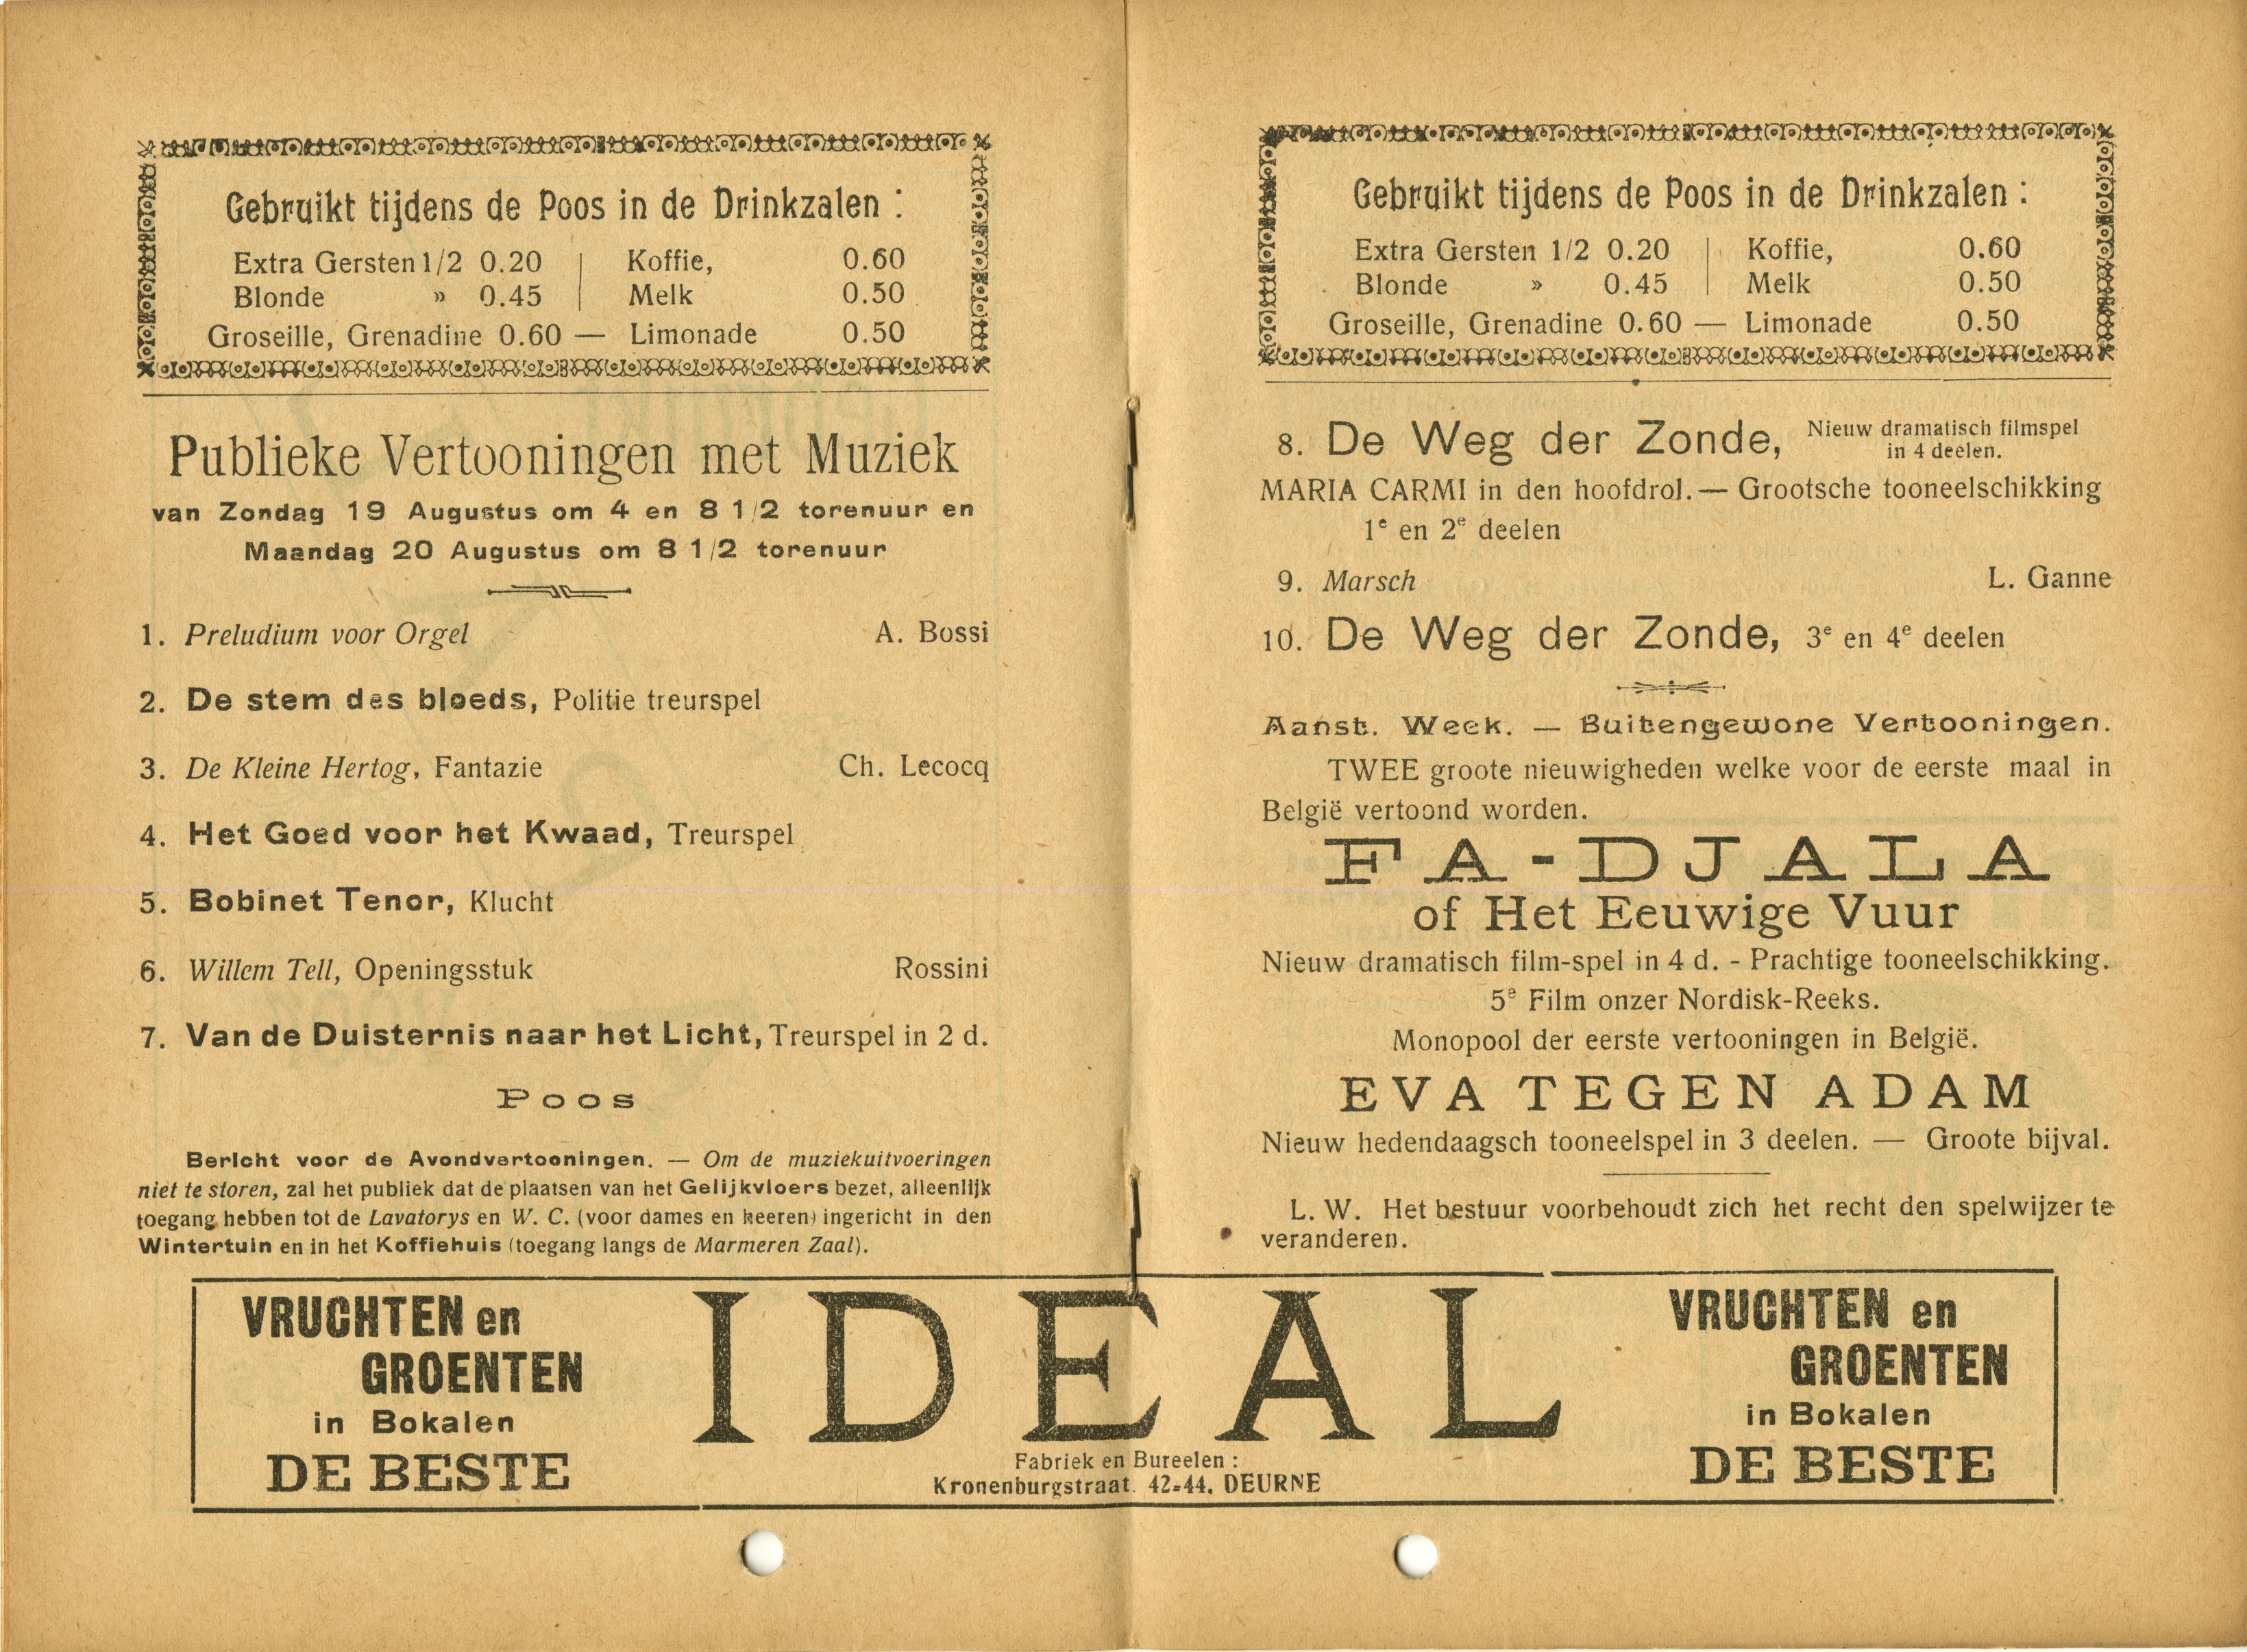 Gebruikt tijdens de Poos in de Drinkzalen :
Extra Gersten 1/2 0.20 | Koffie, 0.60
Blonde » 0.45 | Melk 0.50
Groseille, Grenadine 0.60 — Limonade 0.50
Publieke Vertooningen met Muziek
van Zondag 19 Augustus om 4 en 8 1/2 torenuur en
Maandag 20 Augustus om 8 1/2 torenuur
1. Preludium voor Orgel A. Bossi
2. De stem des bloeds, Politie treurspel
3. De Kleine Hertog, Fantazie Ch. Lecocq
4. Het Goed voor het Kwaad, Treurspel
5. Bobinet Tenor, Klucht
6. Willem Tell, Openingsstuk Rossini
7. Van de Duisternis naar het Licht, Treurspel in 2 d.
Poos
Bericht voor de Avondvertooningen. — Om de muziekuitvoeringen
niet te storen, zal het publiek dat de plaatsen van het Gelijkvloers bezet, alleenlijk
toegang hebben tot de Lavatorys en W. C. (voor dames en heeren) ingericht in den
Wintertuin en in het Koffiehuis (toegang langs de Marmeren Zaal).
Gebruikt tijdens de Poos in de Drinkzalen :
Extra Gersten 1/2 0.20 | Koffie, 0.60
Blonde » 0.45 | Melk 0.50
Groseille, Grenadine 0.60 — Limonade 0.50
8. De Weg der Zonde, Nieuw dramatisch filmspel
in 4 deelen.
MARIA CARMI in den hoofdrol. — Grootsche tooneelschikking
1e en 2e deelen
9. Marsch L. Ganne
10. De Weg der Zonde, 3e en 4e deelen
Aanst. Week. — Buitengewone Vertooningen.
TWEE groote nieuwigheden welke voor de eerste maal in
België vertoond worden.
FA-DJALA
of Het Eeuwige Vuur
Nieuw dramatisch film-spel in 4 d. - Prachtige tooneelschikking.
5e Film onzer Nordisk-Reeks.
Monopool der eerste vertooningen in België.
EVA TEGEN ADAM
Nieuw hedendaagsch tooneelspel in 3 deelen. — Groote bijval.
L. W. Het bestuur voorbehoudt zich het recht den spelwijzer te
veranderen.
VRUCHTEN en
GROENTEN
in Bokalen
DE BESTE
IDEAL
Fabriek en Bureelen :
Kronenburgstraat. 42-44. DEURNE
VRUCHTEN en
GROENTEN
in Bokalen
DE BESTE